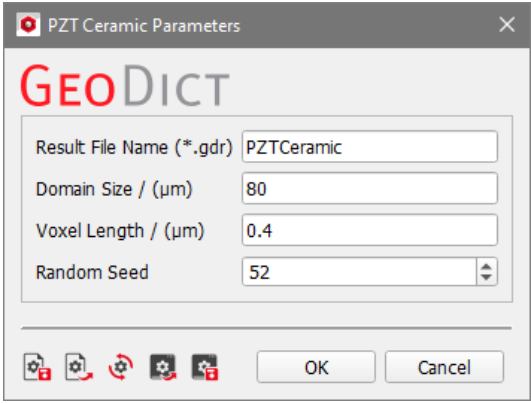 PZT Ceramic Parameters
GEODICT
Result File Name (*.gdr) PZTCeramic
Domain Size / (µm) 80
Voxel Length / (µm) 0.4
Random Seed 52
OK Cancel